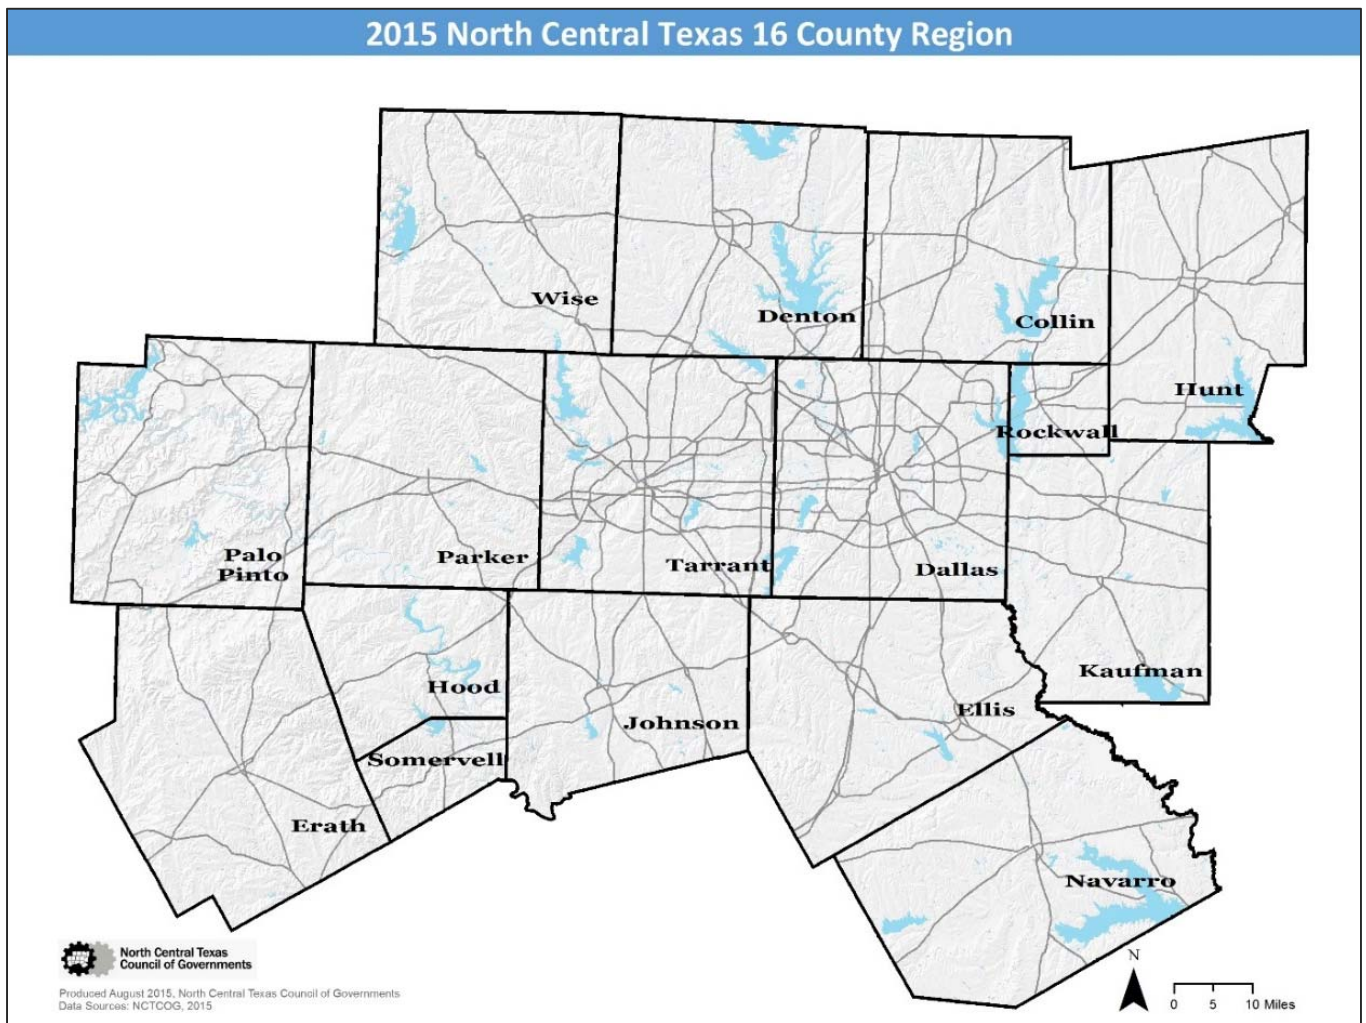 2015 North Central Texas 16 County Region
Wise
Denton
Collin
Hunt
Rockwall
Palo
Pinto
Parker
Tarrant
Dallas
Kaufman
Hood
Johnson
Ellis
Somervell
Erath
Navarro
North Central Texas
Council of Governments
Produced August 2015, North Central Texas Council of Governments
Data Sources: NCTCOG, 2015
N
0 5 10 Miles